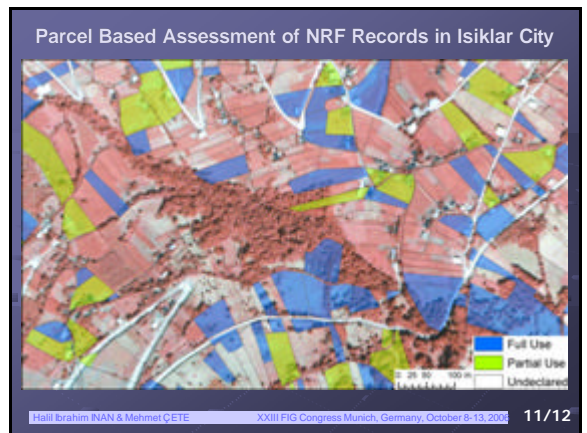 Parcel Based Assessment of NRF Records in Isiklar City
Full Use
Partial Use
Undeclared
0 25 50 100 m
Halil Ibrahim INAN & Mehmet ÇETE XXIII FIG Congress Munich, Germany, October 8-13, 2006 11/12